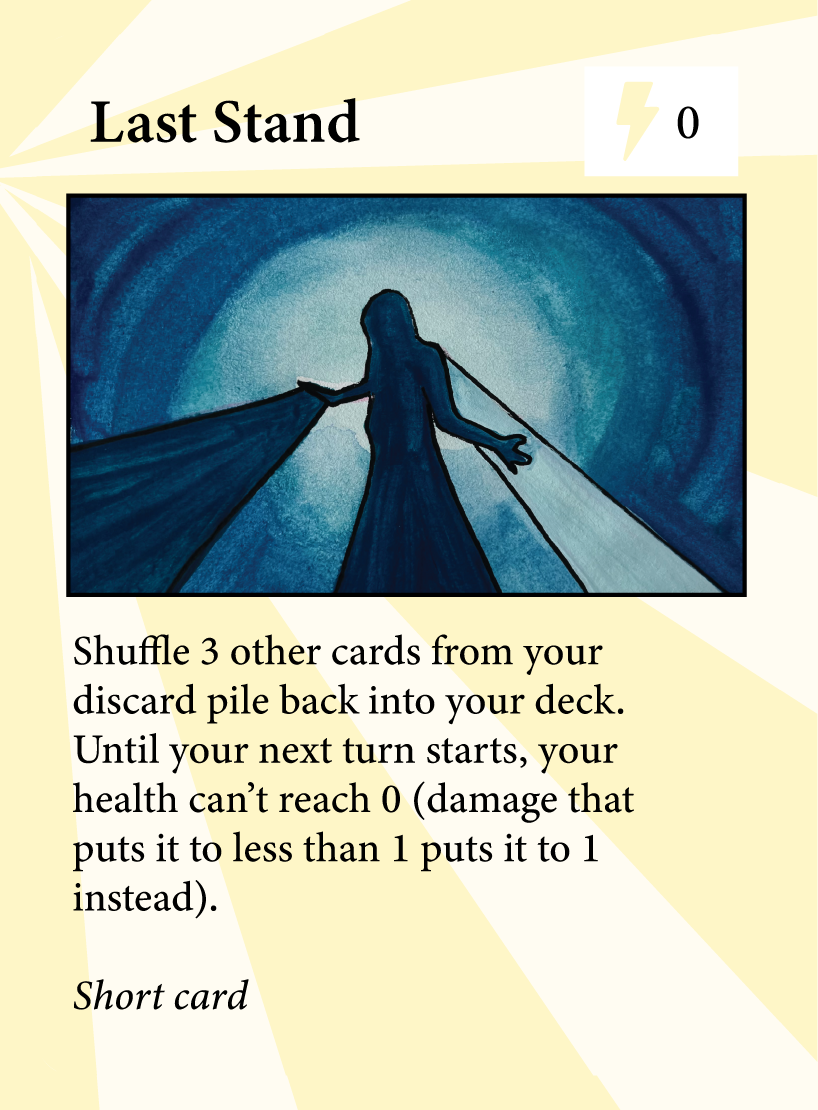 Last Stand
0
Shuffle 3 other cards from your
discard pile back into your deck.
Until your next turn starts, your
health can’t reach 0 (damage that
puts it to less than 1 puts it to 1
instead).
Short card